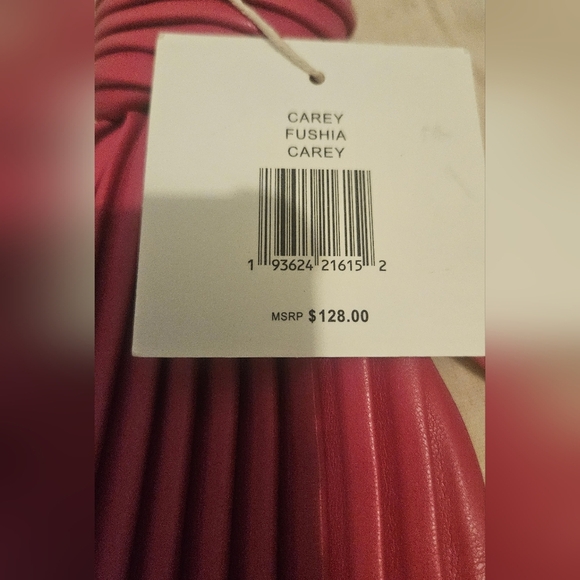 CAREY
FUSHIA
CAREY
1 93624 21615 2
MSRP $128.00